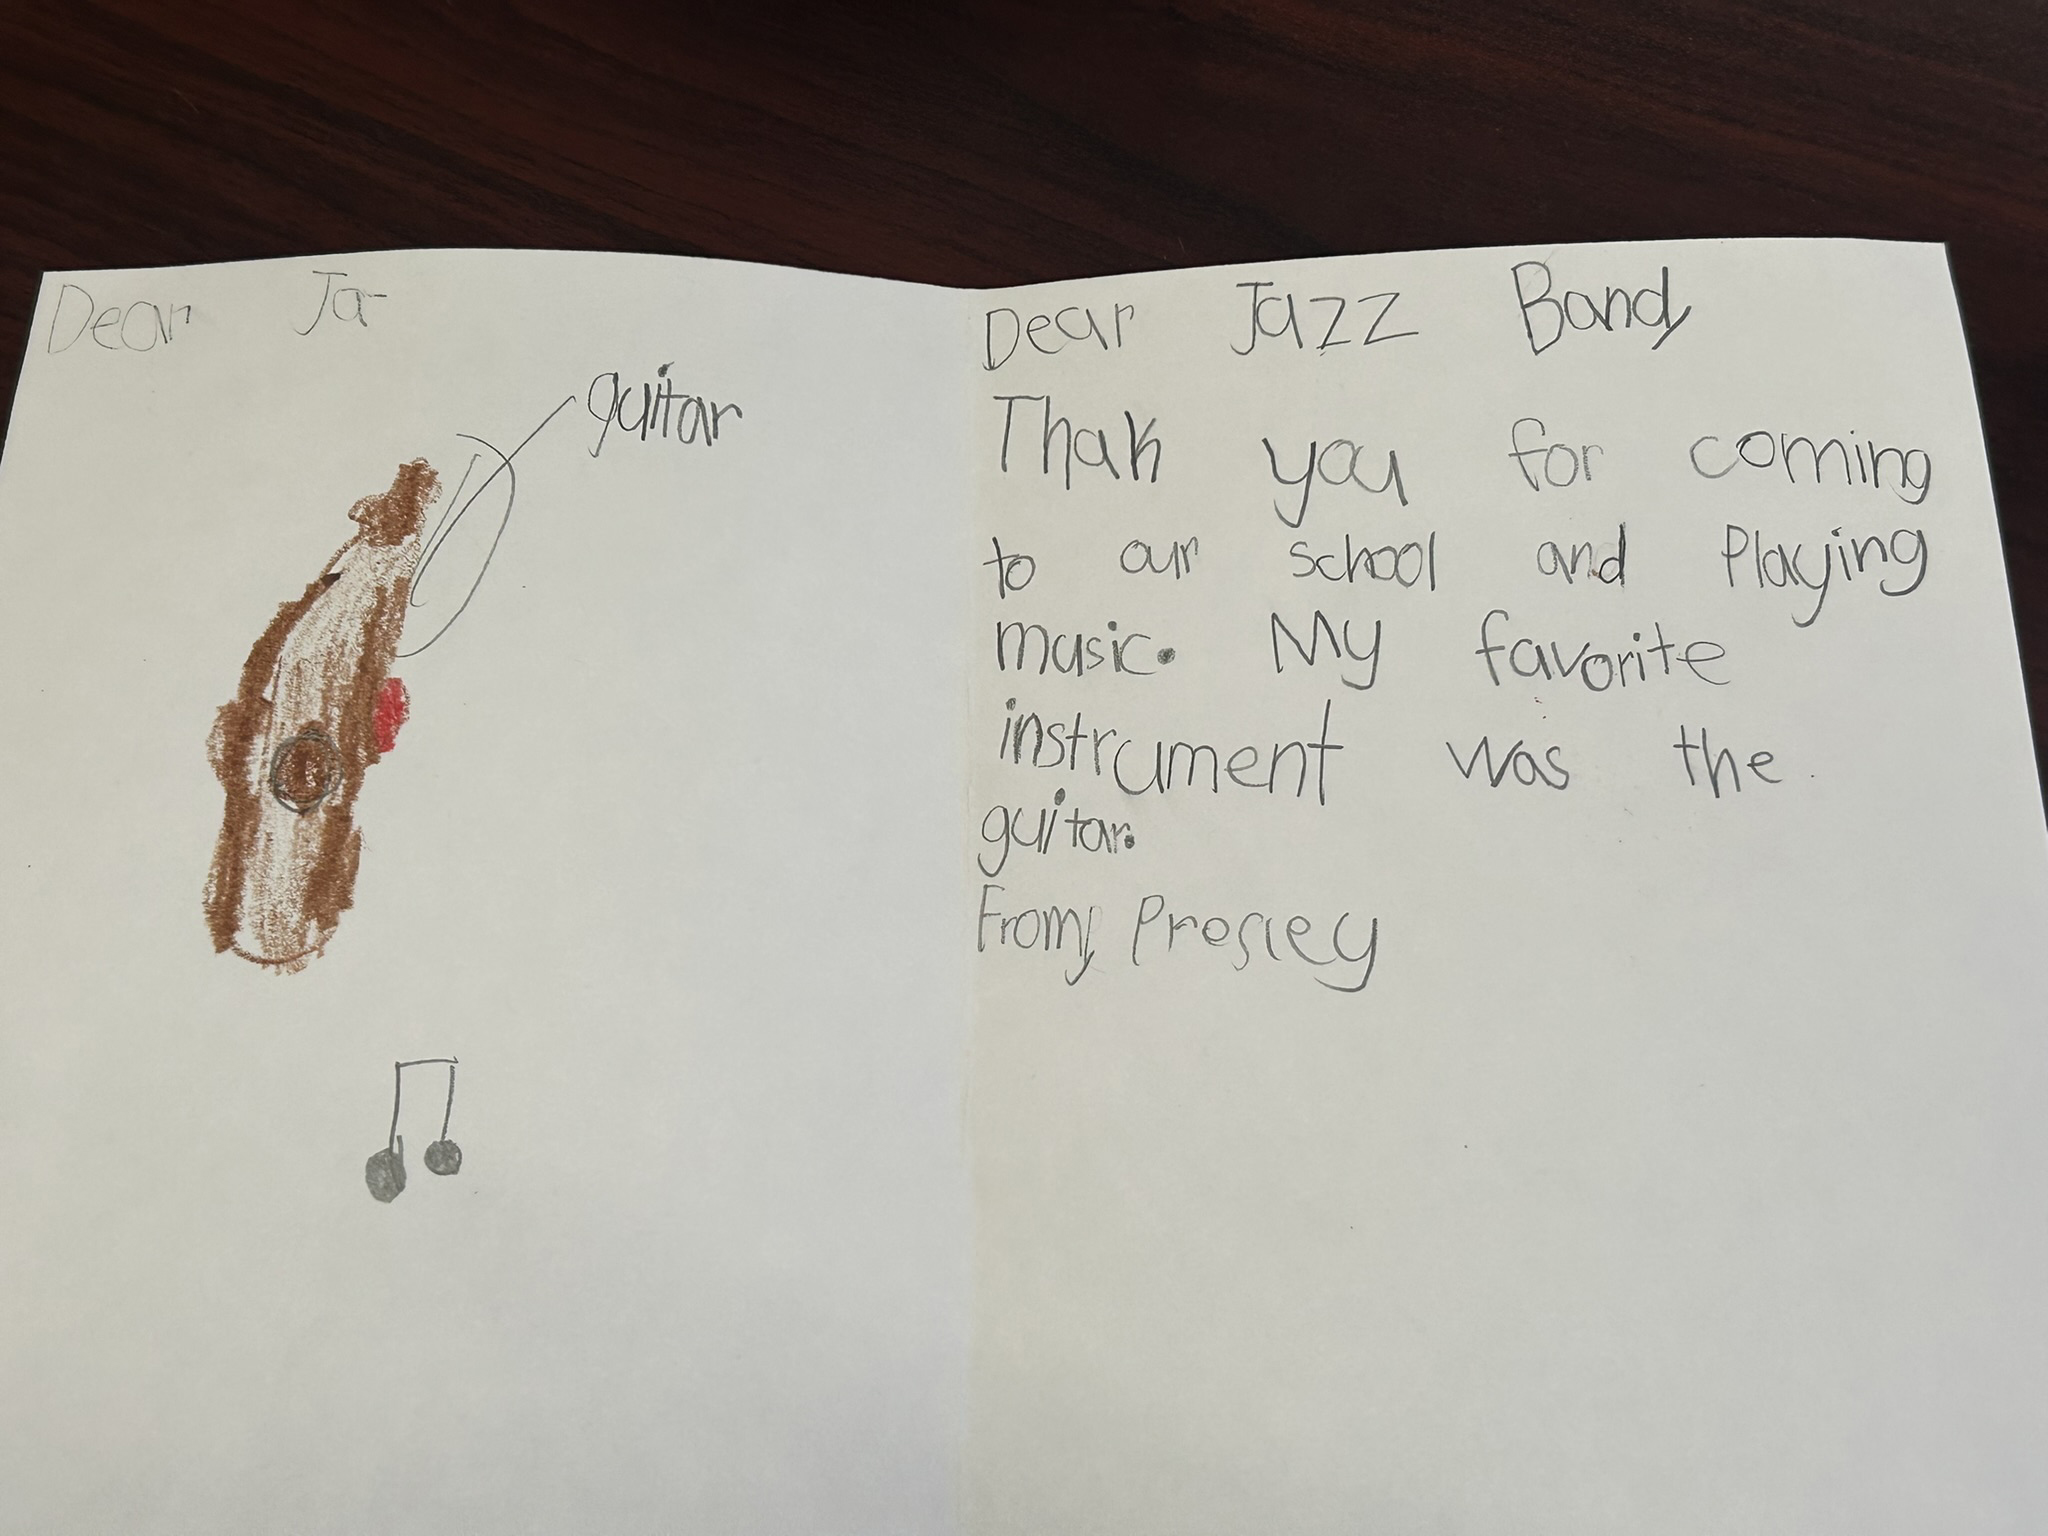 Dear Ja
guitar
Dear Jazz Band,
Thak you for coming
to our school and Playing
music. My favorite
instrument was the
guitar.
From, Presley